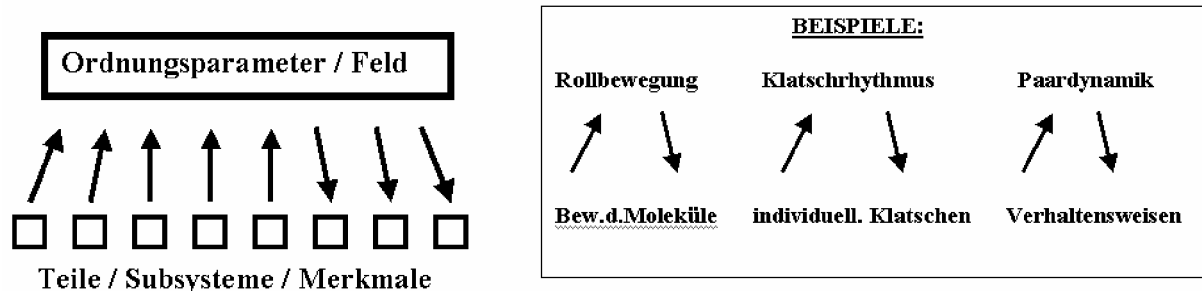 Ordnungsparameter / Feld
Teile / Subsysteme / Merkmale
BEISPIELE:
Rollbewegung Klatschrhythmus Paardynamik
Bew.d.Moleküle individuell. Klatschen Verhaltensweisen